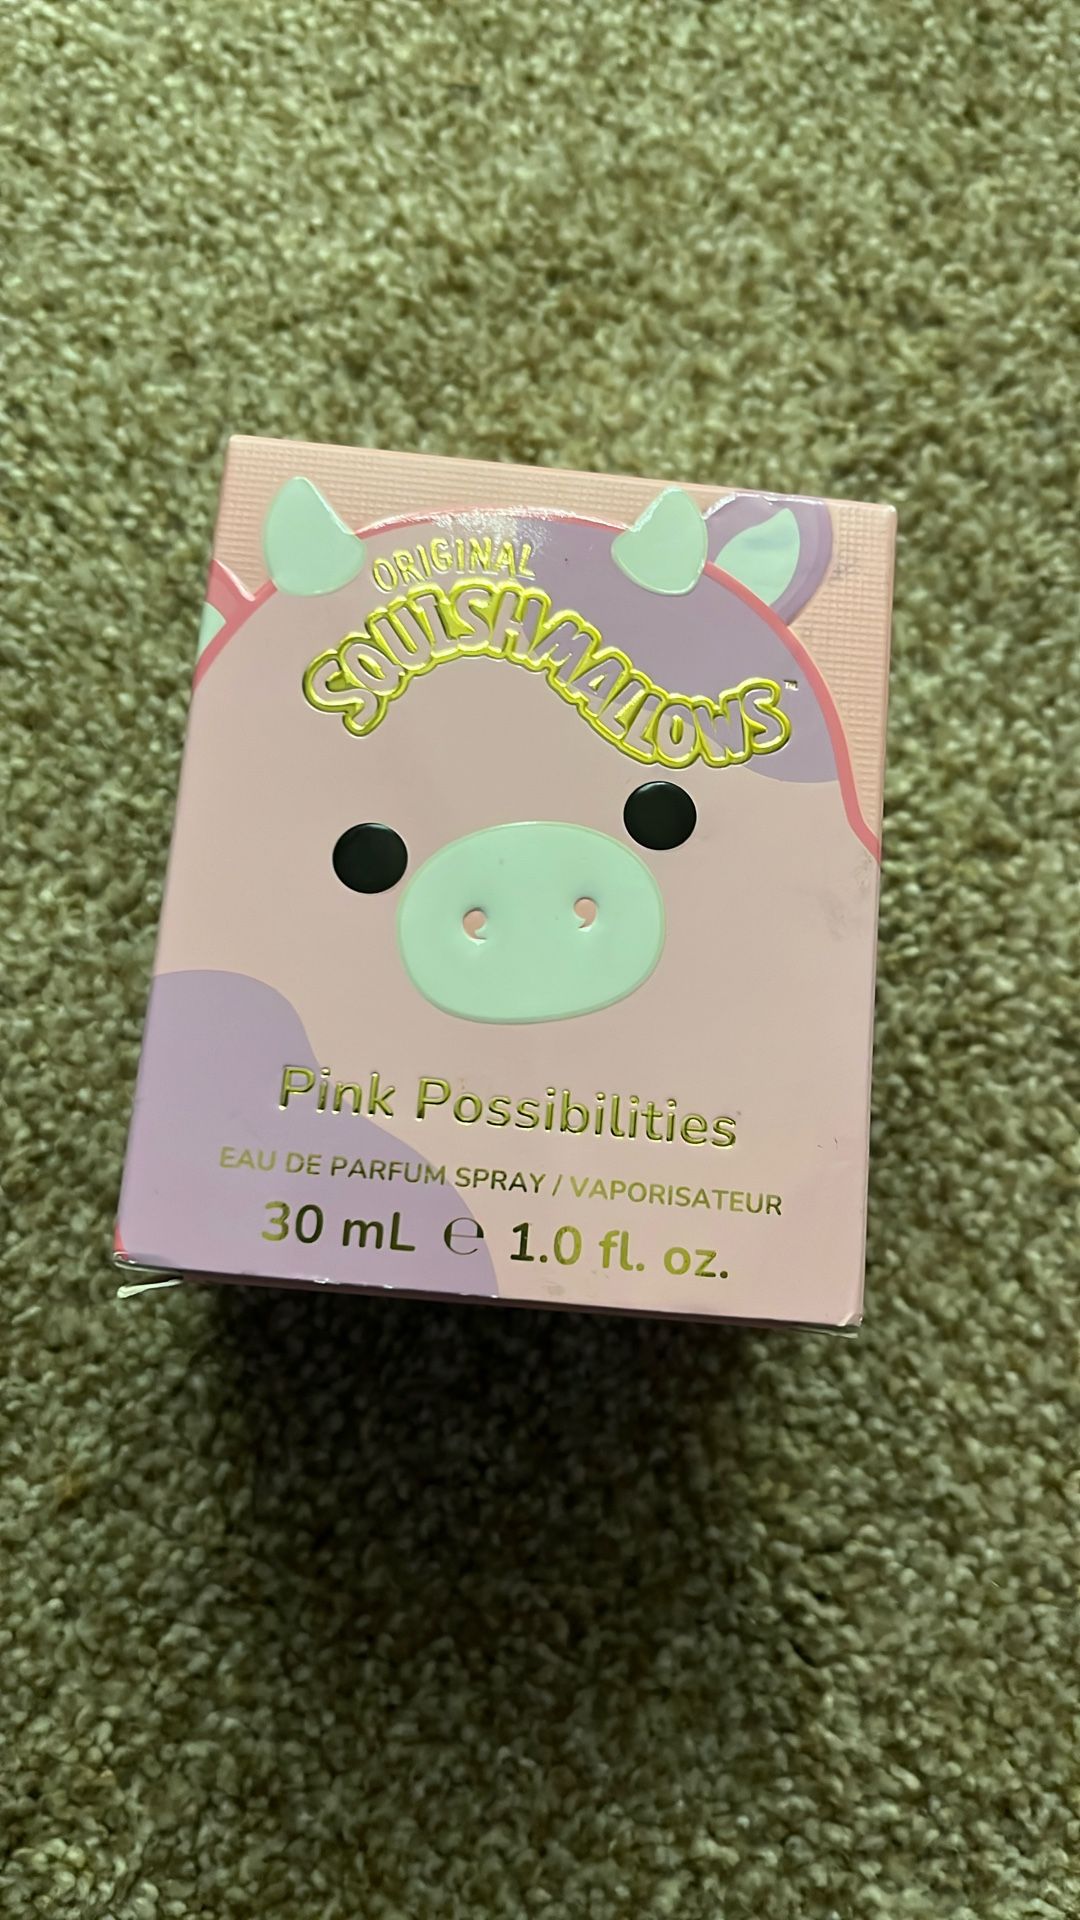 ORIGINAL
SQUISHMALLOWS™
Pink Possibilities
EAU DE PARFUM SPRAY / VAPORISATEUR
30 mL ℮ 1.0 fl. oz.